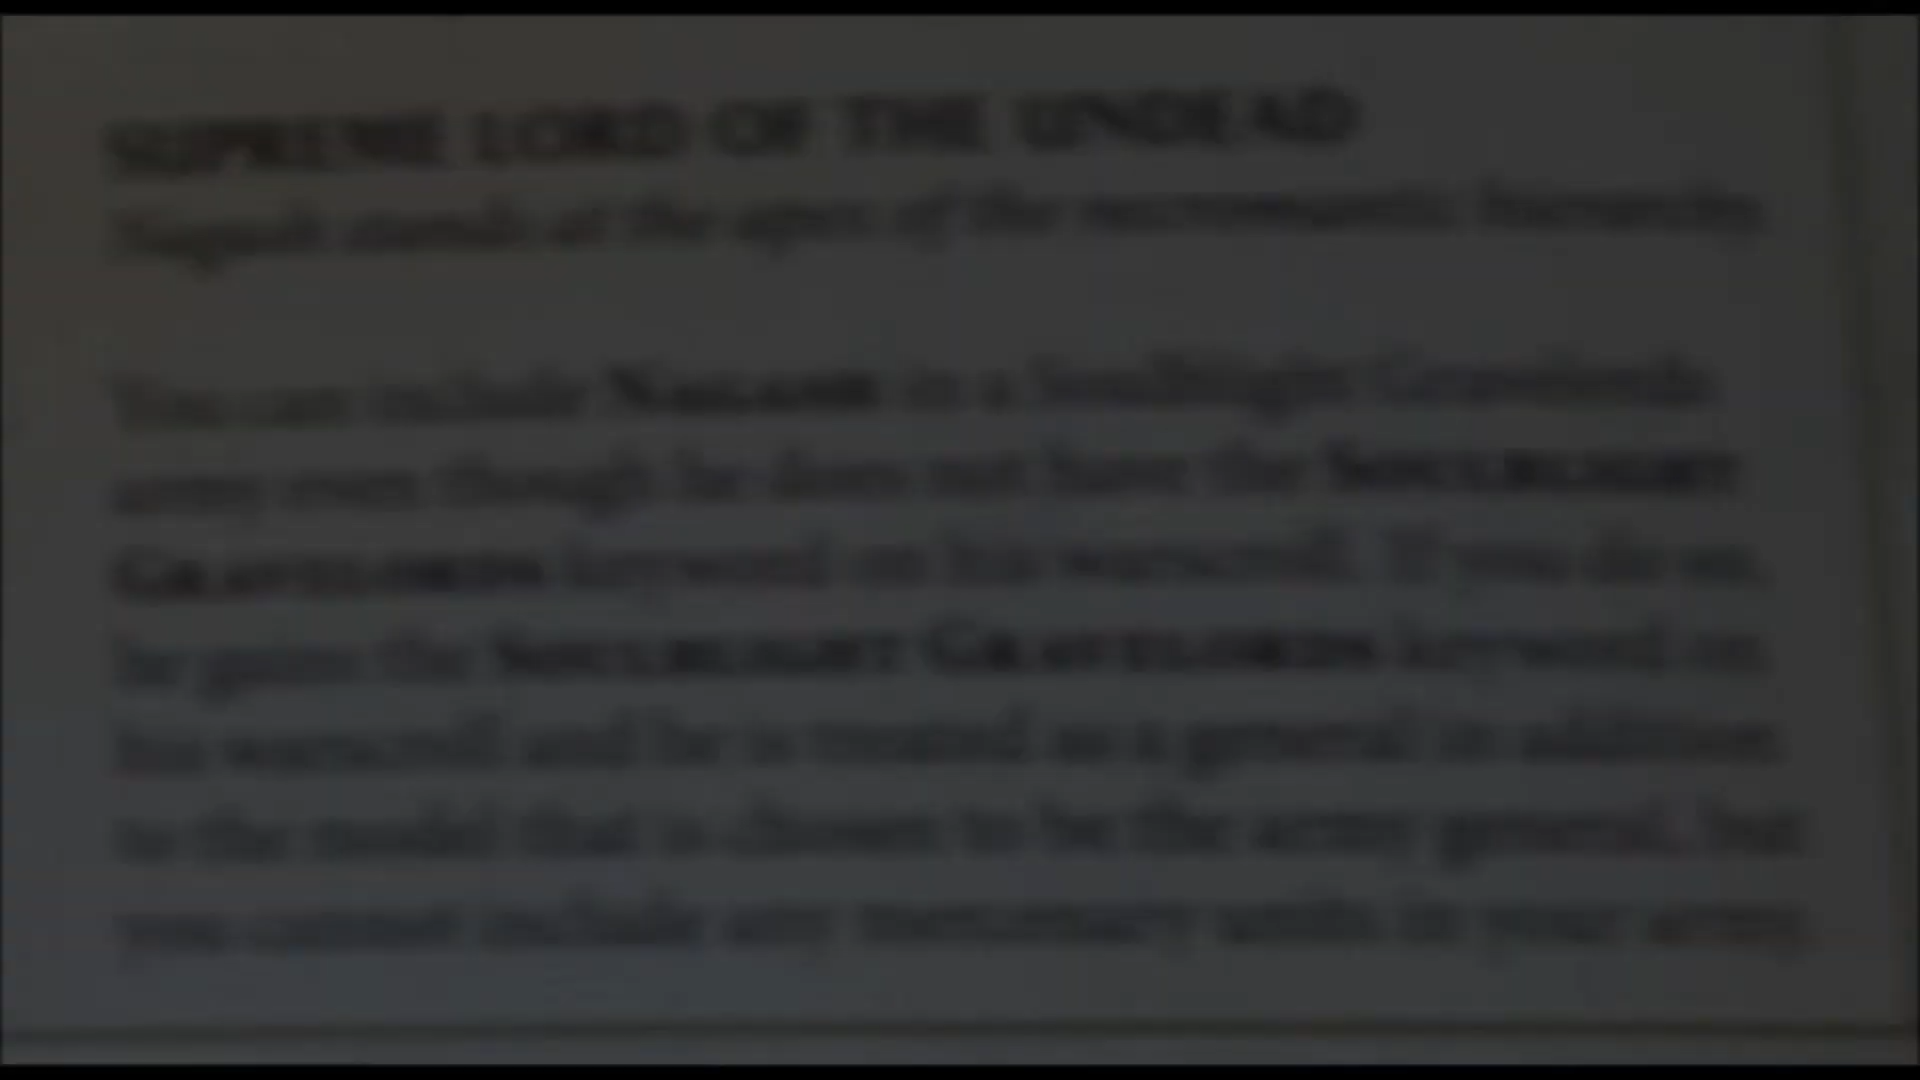 SUPREME LORD OF THE UNDEAD
Nagash stands at the apex of the necromantic hierarchy.
You can include NAGASH in a Soulblight Gravelords
army even though he does not have the SOULBLIGHT
GRAVELORDS keyword on his warscroll. If you do so,
he gains the SOULBLIGHT GRAVELORDS keyword on
his warscroll and he is treated as a general in addition
to the model that is chosen to be the army general, but
you cannot include any mercenary units in your army.